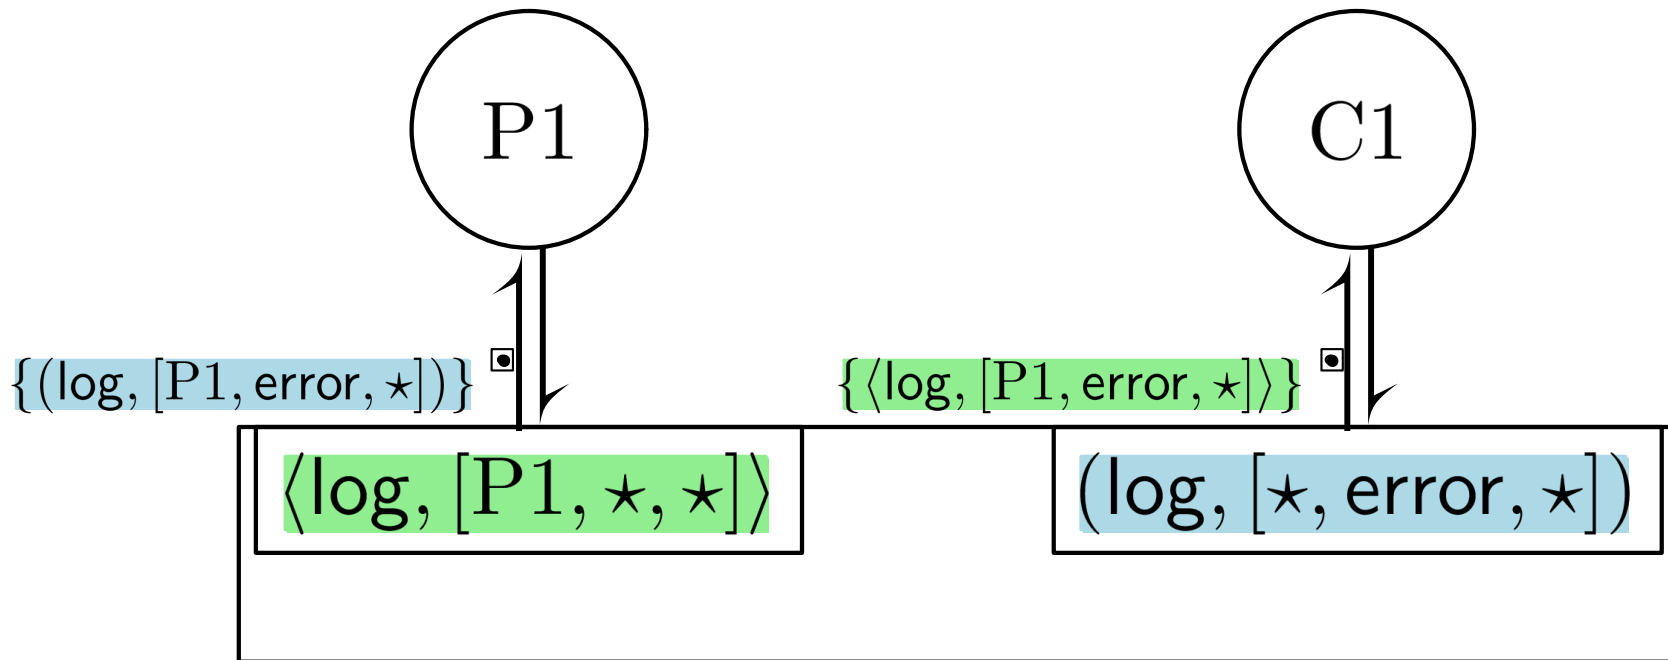 P1
C1
{(log, [P1, error, ⋆])}
{⟨log, [P1, error, ⋆]⟩}
⟨log, [P1, ⋆, ⋆]⟩
(log, [⋆, error, ⋆])